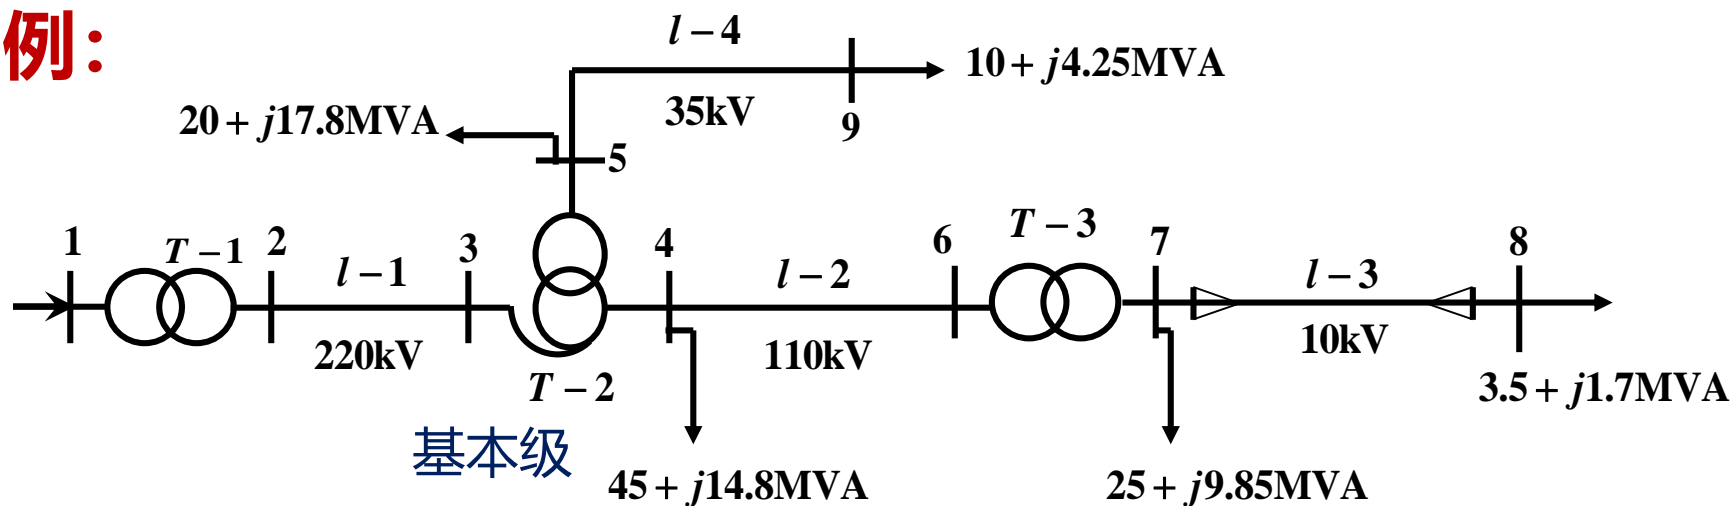 例：
l − 4
10 + j4.25MVA
35kV
9
20 + j17.8MVA
5
1
T − 1
2
l − 1
3
220kV
T − 2
基本级
4
l − 2
110kV
6
T − 3
7
l − 3
10kV
8
3.5 + j1.7MVA
45 + j14.8MVA
25 + j9.85MVA